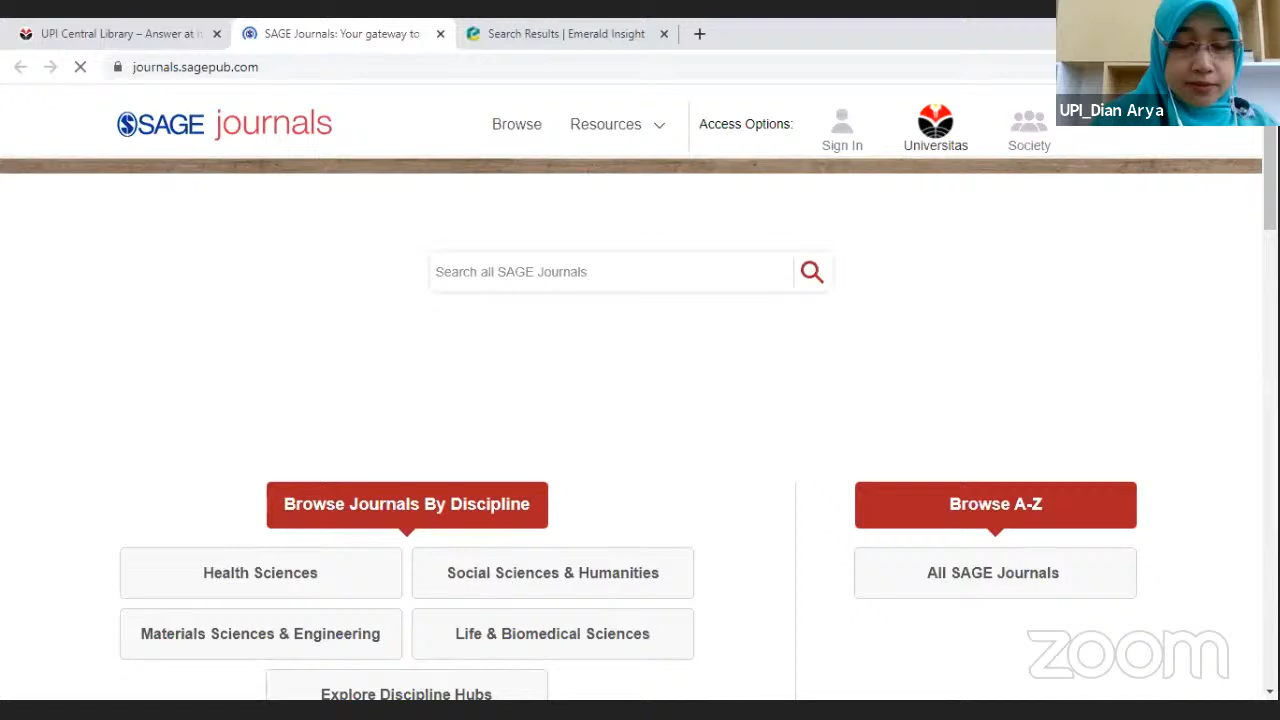 UPI Central Library – Answer at i
SAGE Journals: Your gateway to
Search Results | Emerald Insight
journals.sagepub.com
UPI_Dian Arya
SAGE journals
Browse
Resources
Access Options:
Sign In
Universitas
Society
Search all SAGE Journals
Browse Journals By Discipline
Browse A-Z
Health Sciences
Social Sciences & Humanities
All SAGE Journals
Materials Sciences & Engineering
Life & Biomedical Sciences
Explore Discipline Hubs
zoom